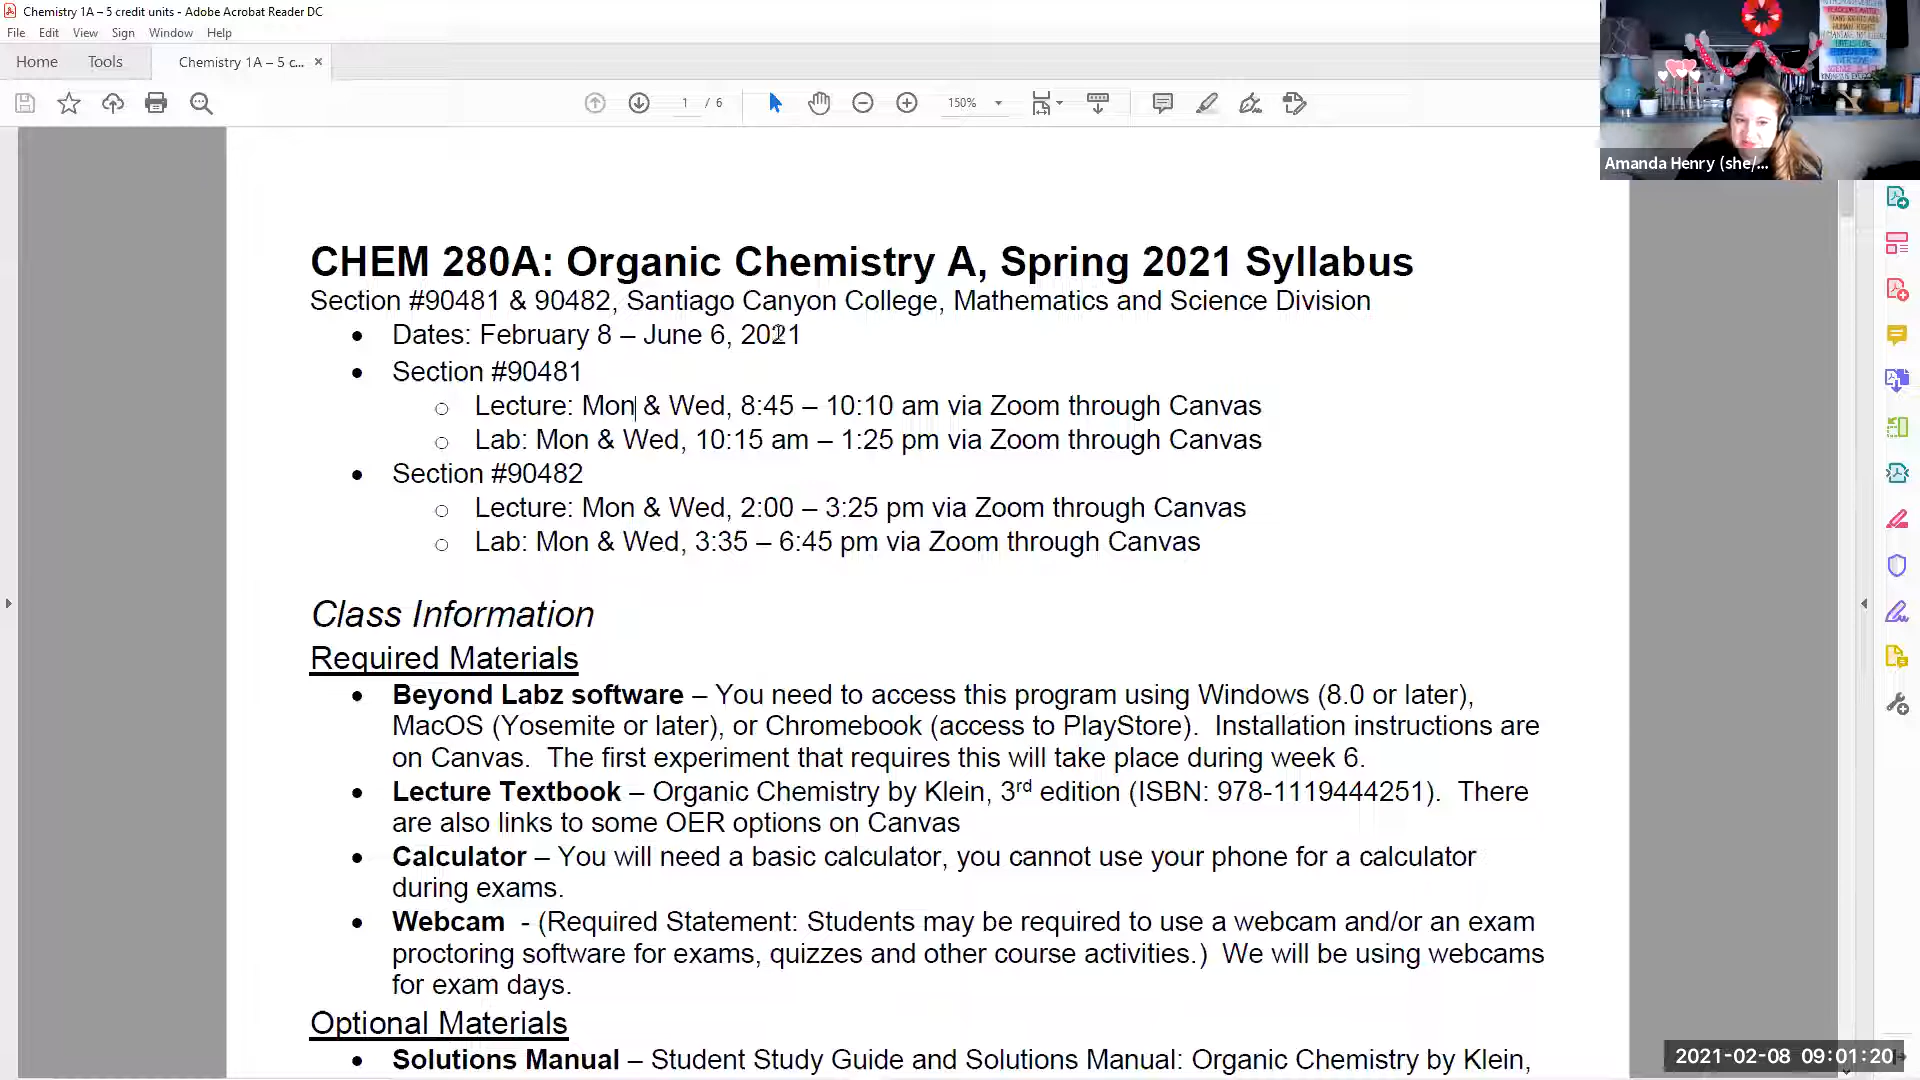 Chemistry 1A – 5 credit units - Adobe Acrobat Reader DC
File Edit View Sign Window Help
Home Tools Chemistry 1A – 5 c... ×
1 / 6 150%
Amanda Henry (she/...
CHEM 280A: Organic Chemistry A, Spring 2021 Syllabus
Section #90481 & 90482, Santiago Canyon College, Mathematics and Science Division
• Dates: February 8 – June 6, 2021
• Section #90481
○ Lecture: Mon & Wed, 8:45 – 10:10 am via Zoom through Canvas
○ Lab: Mon & Wed, 10:15 am – 1:25 pm via Zoom through Canvas
• Section #90482
○ Lecture: Mon & Wed, 2:00 – 3:25 pm via Zoom through Canvas
○ Lab: Mon & Wed, 3:35 – 6:45 pm via Zoom through Canvas
Class Information
Required Materials
• Beyond Labz software – You need to access this program using Windows (8.0 or later),
MacOS (Yosemite or later), or Chromebook (access to PlayStore). Installation instructions are
on Canvas. The first experiment that requires this will take place during week 6.
• Lecture Textbook – Organic Chemistry by Klein, 3rd edition (ISBN: 978-1119444251). There
are also links to some OER options on Canvas
• Calculator – You will need a basic calculator, you cannot use your phone for a calculator
during exams.
• Webcam - (Required Statement: Students may be required to use a webcam and/or an exam
proctoring software for exams, quizzes and other course activities.) We will be using webcams
for exam days.
Optional Materials
• Solutions Manual – Student Study Guide and Solutions Manual: Organic Chemistry by Klein,
2021-02-08 09:01:20